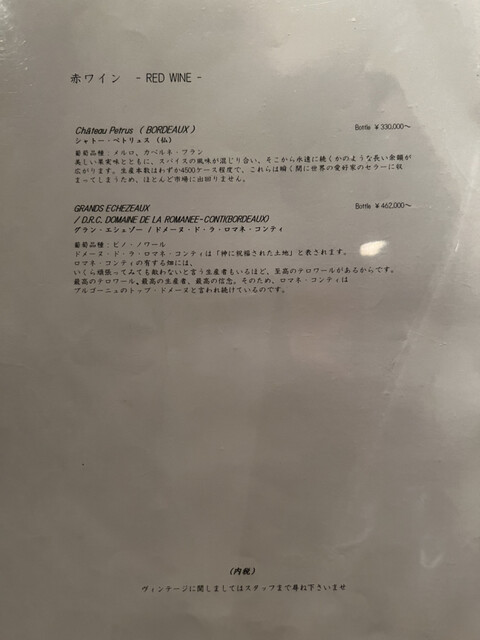 赤ワイン - RED WINE -
Château Petrus ( BORDEAUX ) Bottle ¥330,000～
シャトー・ペトリュス (仏)
葡萄品種：メルロ、カベルネ・フラン
美しい果実味とともに、スパイスの風味が混じり合い、そこから永遠に続くかのような長い余韻が
広がります。生産本数はわずか4500ケース程度で、これらは瞬く間に世界の愛好家のセラーに収
まってしまうため、ほとんど市場に出回りません。
GRANDS ECHEZEAUX Bottle ¥462,000～
/ D.R.C. DOMAINE DE LA ROMANEE-CONTI(BORDEAUX)
グラン・エシェゾー / ドメーヌ・ド・ラ・ロマネ・コンティ
葡萄品種：ピノ・ノワール
ドメーヌ・ド・ラ・ロマネ・コンティは「神に祝福された土地」と表されます。
ロマネ・コンティの有する畑には、
いくら頑張ってみても敵わないと言う生産者もいるほど、至高のテロワールがあるからです。
最高のテロワール、最高の生産者、最高の信念。そのため、ロマネ・コンティは
ブルゴーニュのトップ・ドメーヌと言われ続けているのです。
(内税)
ヴィンテージに関しましてはスタッフまで尋ね下さいませ